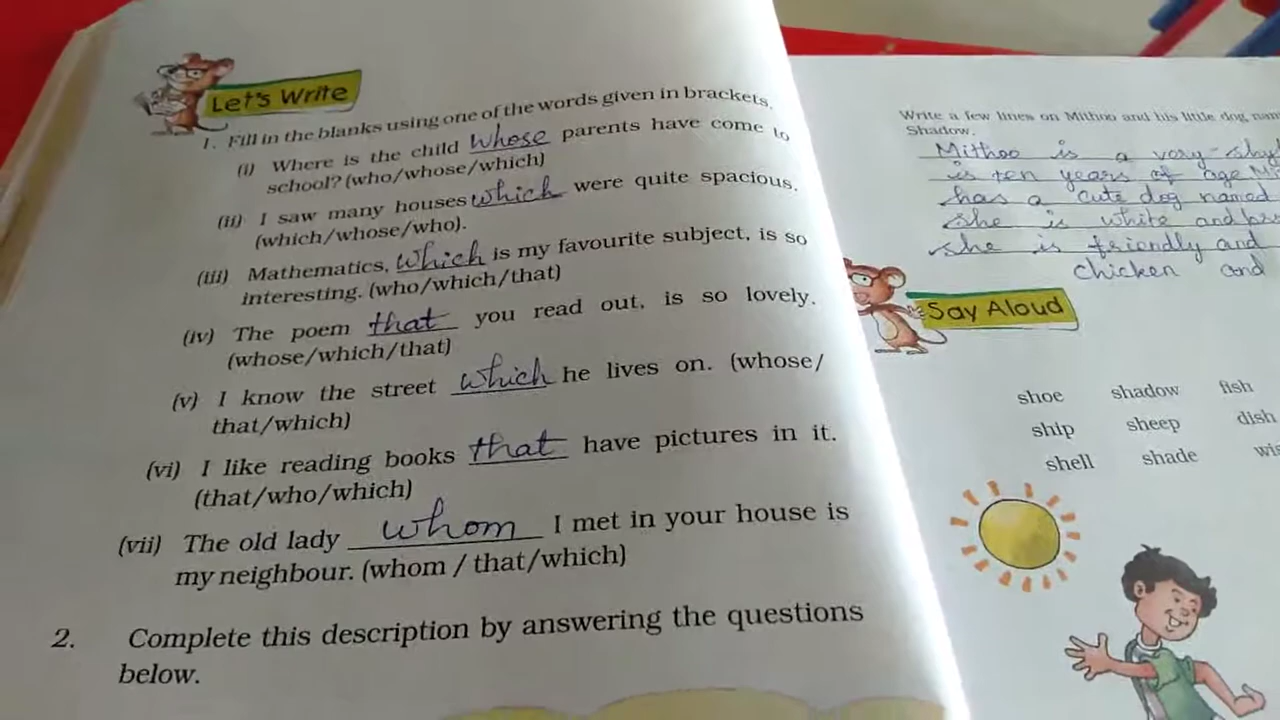 Let's Write
1. Fill in the blanks using one of the words given in brackets.
(i) Where is the child whose parents have come to
school? (who/whose/which)
(ii) I saw many houses which were quite spacious.
(which/whose/who).
(iii) Mathematics, which is my favourite subject, is so
interesting. (who/which/that)
(iv) The poem that you read out, is so lovely.
(whose/which/that)
(v) I know the street which he lives on. (whose/
that/which)
(vi) I like reading books that have pictures in it.
(that/who/which)
(vii) The old lady whom I met in your house is
my neighbour. (whom / that/which)
2. Complete this description by answering the questions
below.
Write a few lines on Mithoo and his little dog
Shadow.
Mithoo is a very
is ten years of age
has a cute dog named
she is white and
she is friendly and
chicken and
Say Aloud
shoe shadow fish
ship sheep dish
shell shade